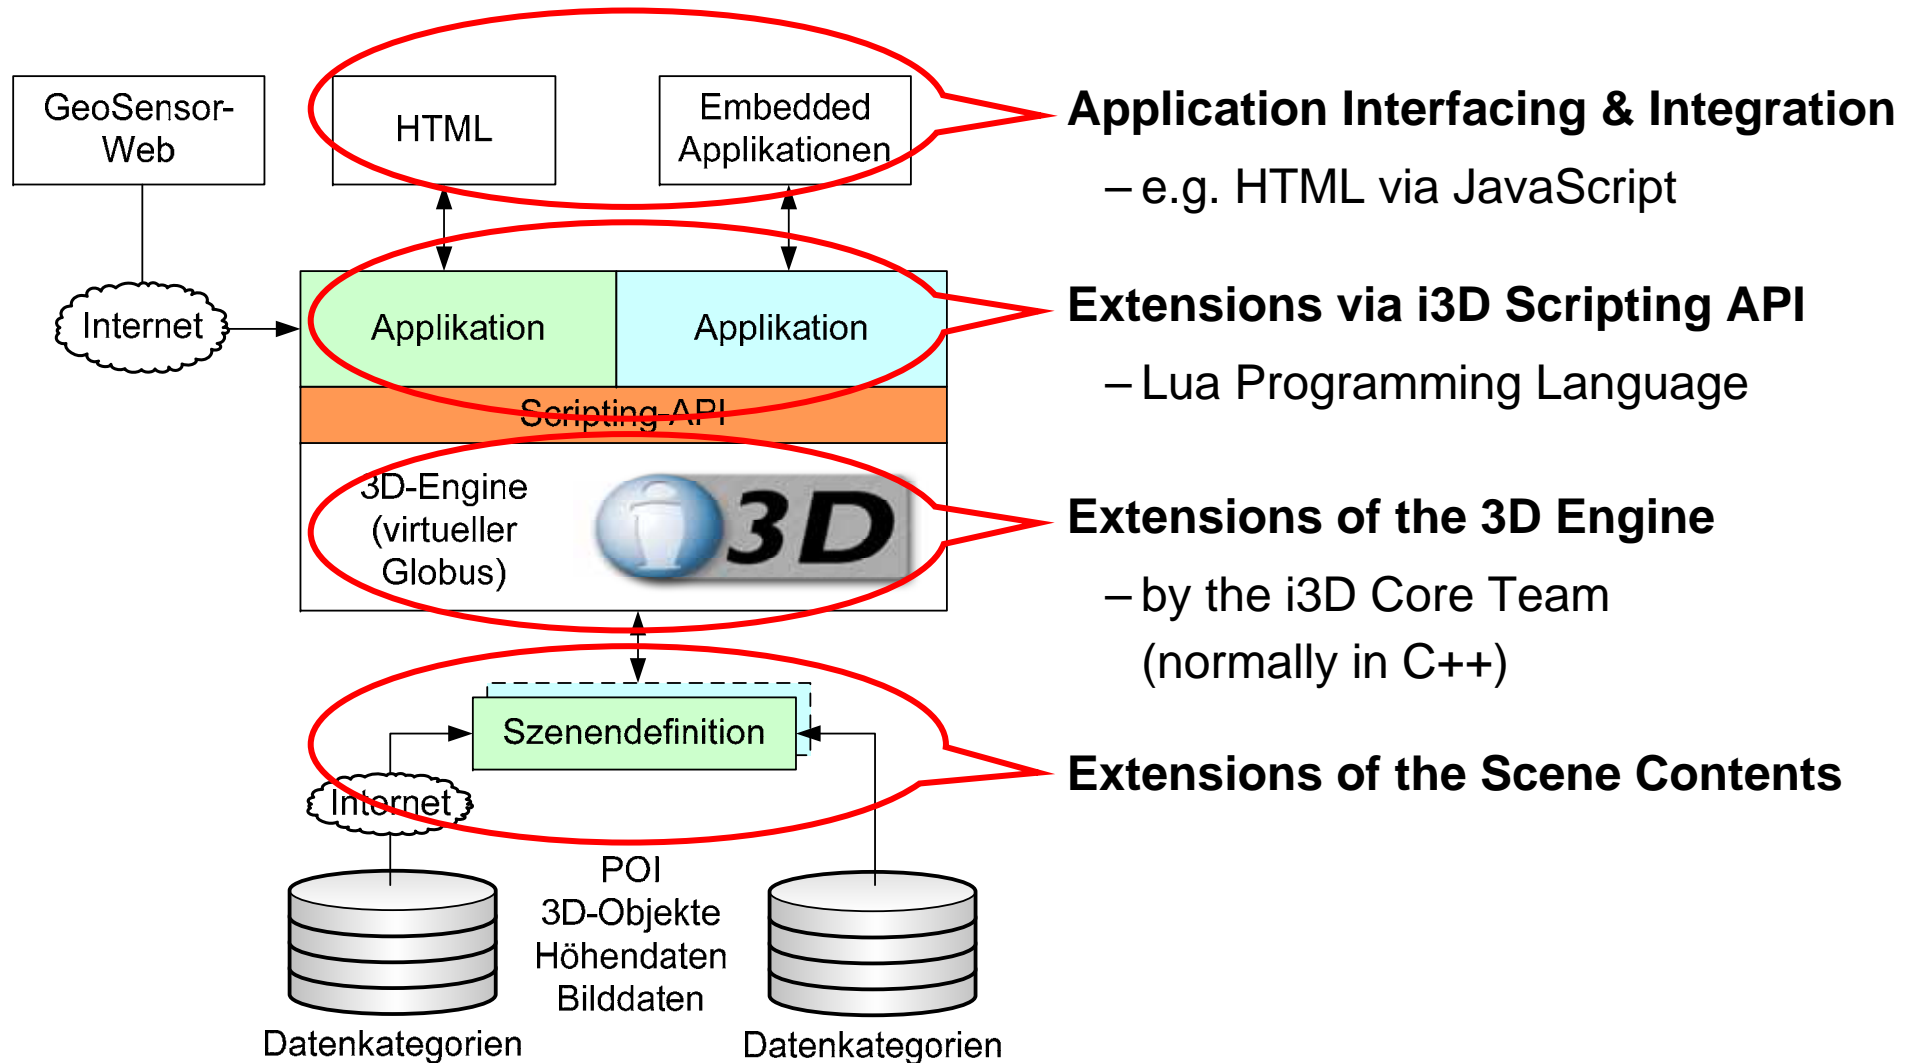 GeoSensor-
Web
HTML
Embedded
Applikationen
Application Interfacing & Integration
– e.g. HTML via JavaScript
Internet
Applikation
Applikation
Extensions via i3D Scripting API
– Lua Programming Language
Scripting-API
3D-Engine
(virtueller
Globus)
i3D
Extensions of the 3D Engine
– by the i3D Core Team
(normally in C++)
Szenendefinition
Extensions of the Scene Contents
Internet
POI
3D-Objekte
Höhendaten
Bilddaten
Datenkategorien
Datenkategorien